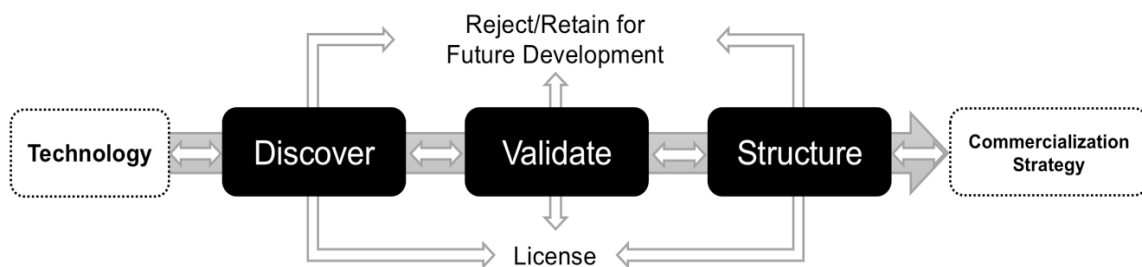 Reject/Retain for
Future Development
Technology
Discover
Validate
Structure
Commercialization
Strategy
License